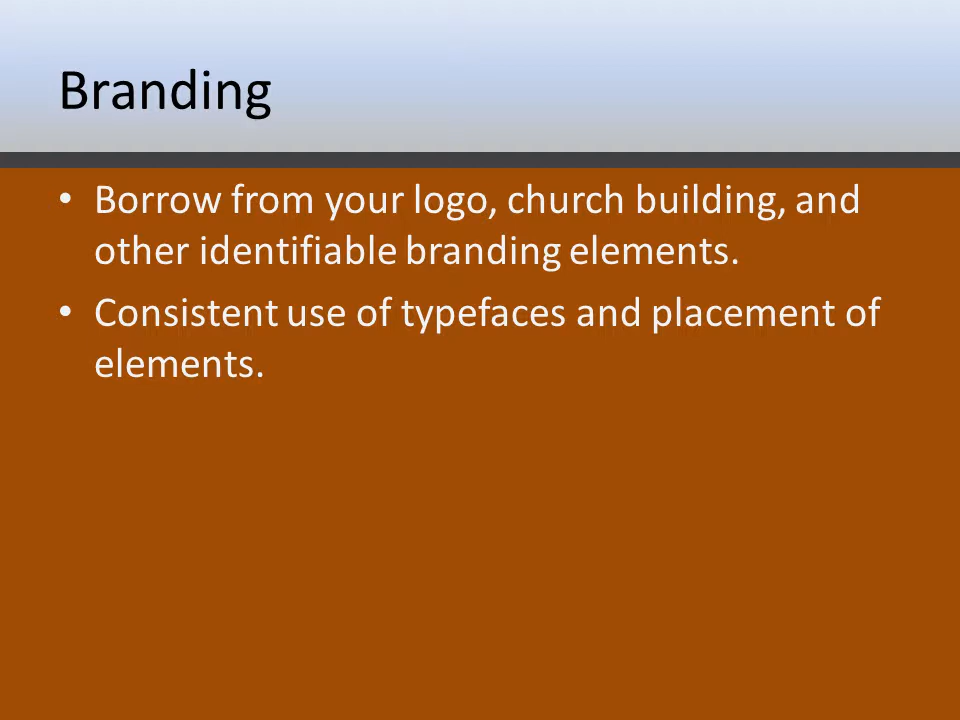 Branding
• Borrow from your logo, church building, and
other identifiable branding elements.
• Consistent use of typefaces and placement of
elements.